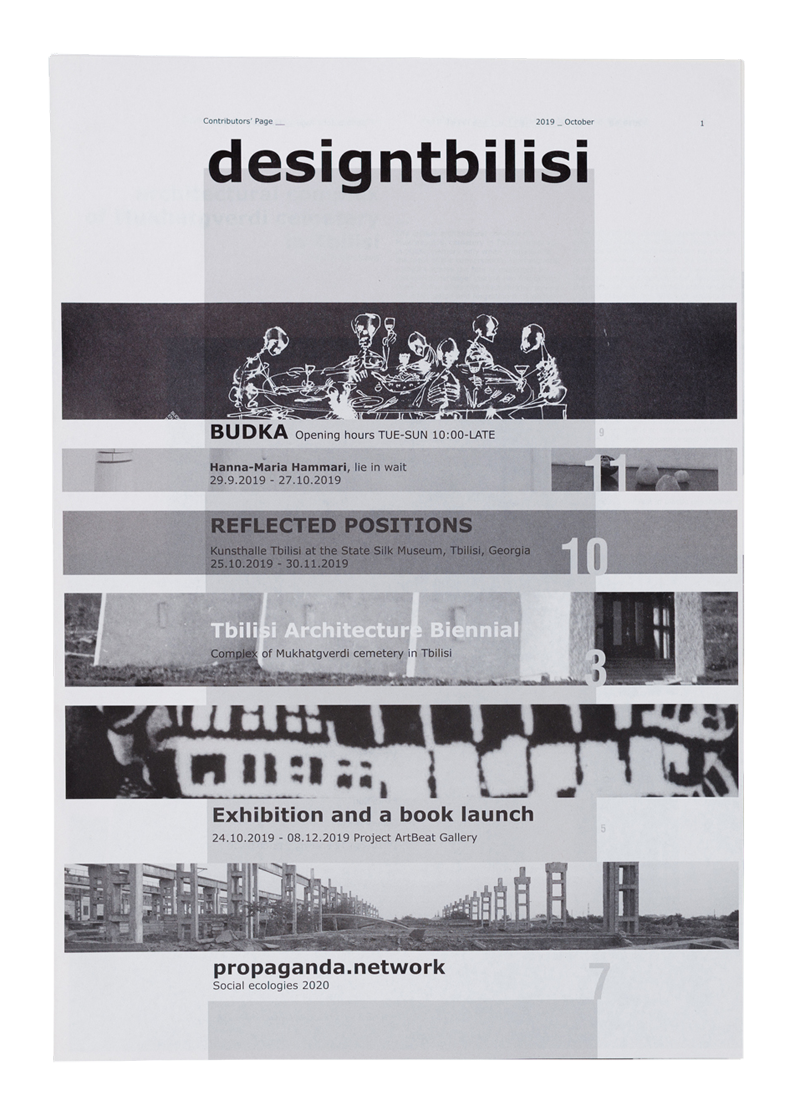 Contributors' Page __ 2019 _ October 1
designtbilisi
BUDKA Opening hours TUE-SUN 10:00-LATE 9
Hanna-Maria Hammari, lie in wait
29.9.2019 - 27.10.2019
11
REFLECTED POSITIONS
Kunsthalle Tbilisi at the State Silk Museum, Tbilisi, Georgia
25.10.2019 - 30.11.2019
10
Tbilisi Architecture Biennial
Complex of Mukhatgverdi cemetery in Tbilisi
3
Exhibition and a book launch
24.10.2019 - 08.12.2019 Project ArtBeat Gallery
5
propaganda.network
Social ecologies 2020
7